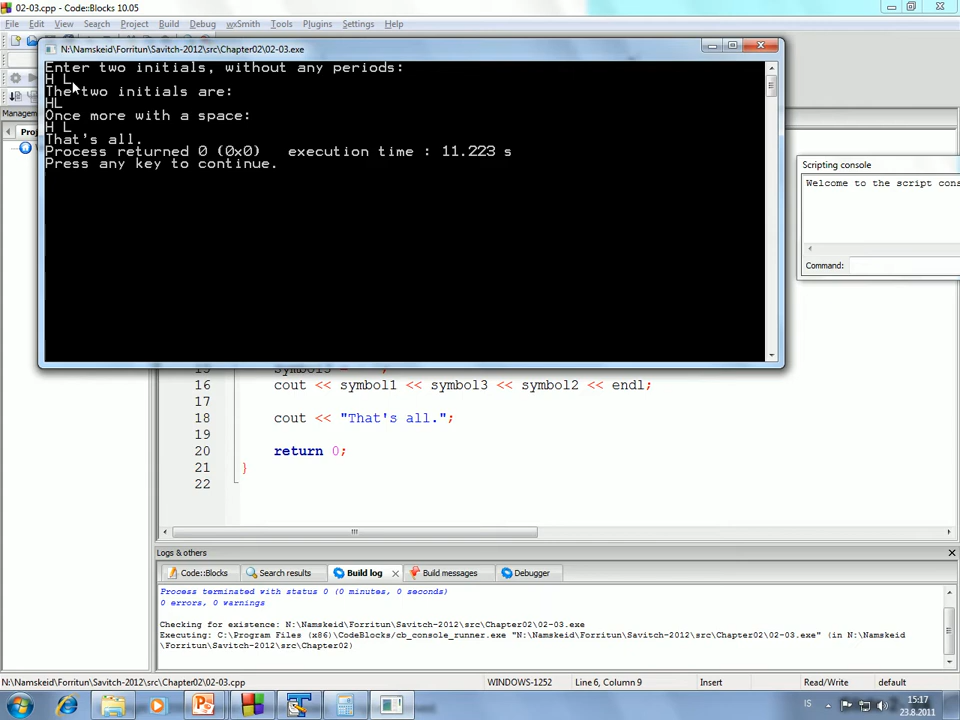 02-03.cpp - Code::Blocks 10.05
File Edit View Search Project Build Debug wxSmith Tools Plugins Settings Help
N:\Namskeid\Forritun\Savitch-2012\src\Chapter02\02-03.exe
Enter two initials, without any periods:
H L
The two initials are:
HL
Once more with a space:
H L
That's all.
Process returned 0 (0x0)   execution time : 11.223 s
Press any key to continue.
Scripting console
Welcome to the script cons
Command:
16 cout << symbol1 << symbol3 << symbol2 << endl;
17
18 cout << "That's all.";
19
20 return 0;
21 }
22
Logs & others
Code::Blocks Search results Build log Build messages Debugger
Process terminated with status 0 (0 minutes, 0 seconds)
0 errors, 0 warnings
Checking for existence: N:\Namskeid\Forritun\Savitch-2012\src\Chapter02\02-03.exe
Executing: C:\Program Files (x86)\CodeBlocks/cb_console_runner.exe "N:\Namskeid\Forritun\Savitch-2012\src\Chapter02\02-03.exe" (in N:\Namskeid
\Forritun\Savitch-2012\src\Chapter02)
N:\Namskeid\Forritun\Savitch-2012\src\Chapter02\02-03.cpp WINDOWS-1252 Line 6, Column 9 Insert Read/Write default
IS 15:17
23.8.2011